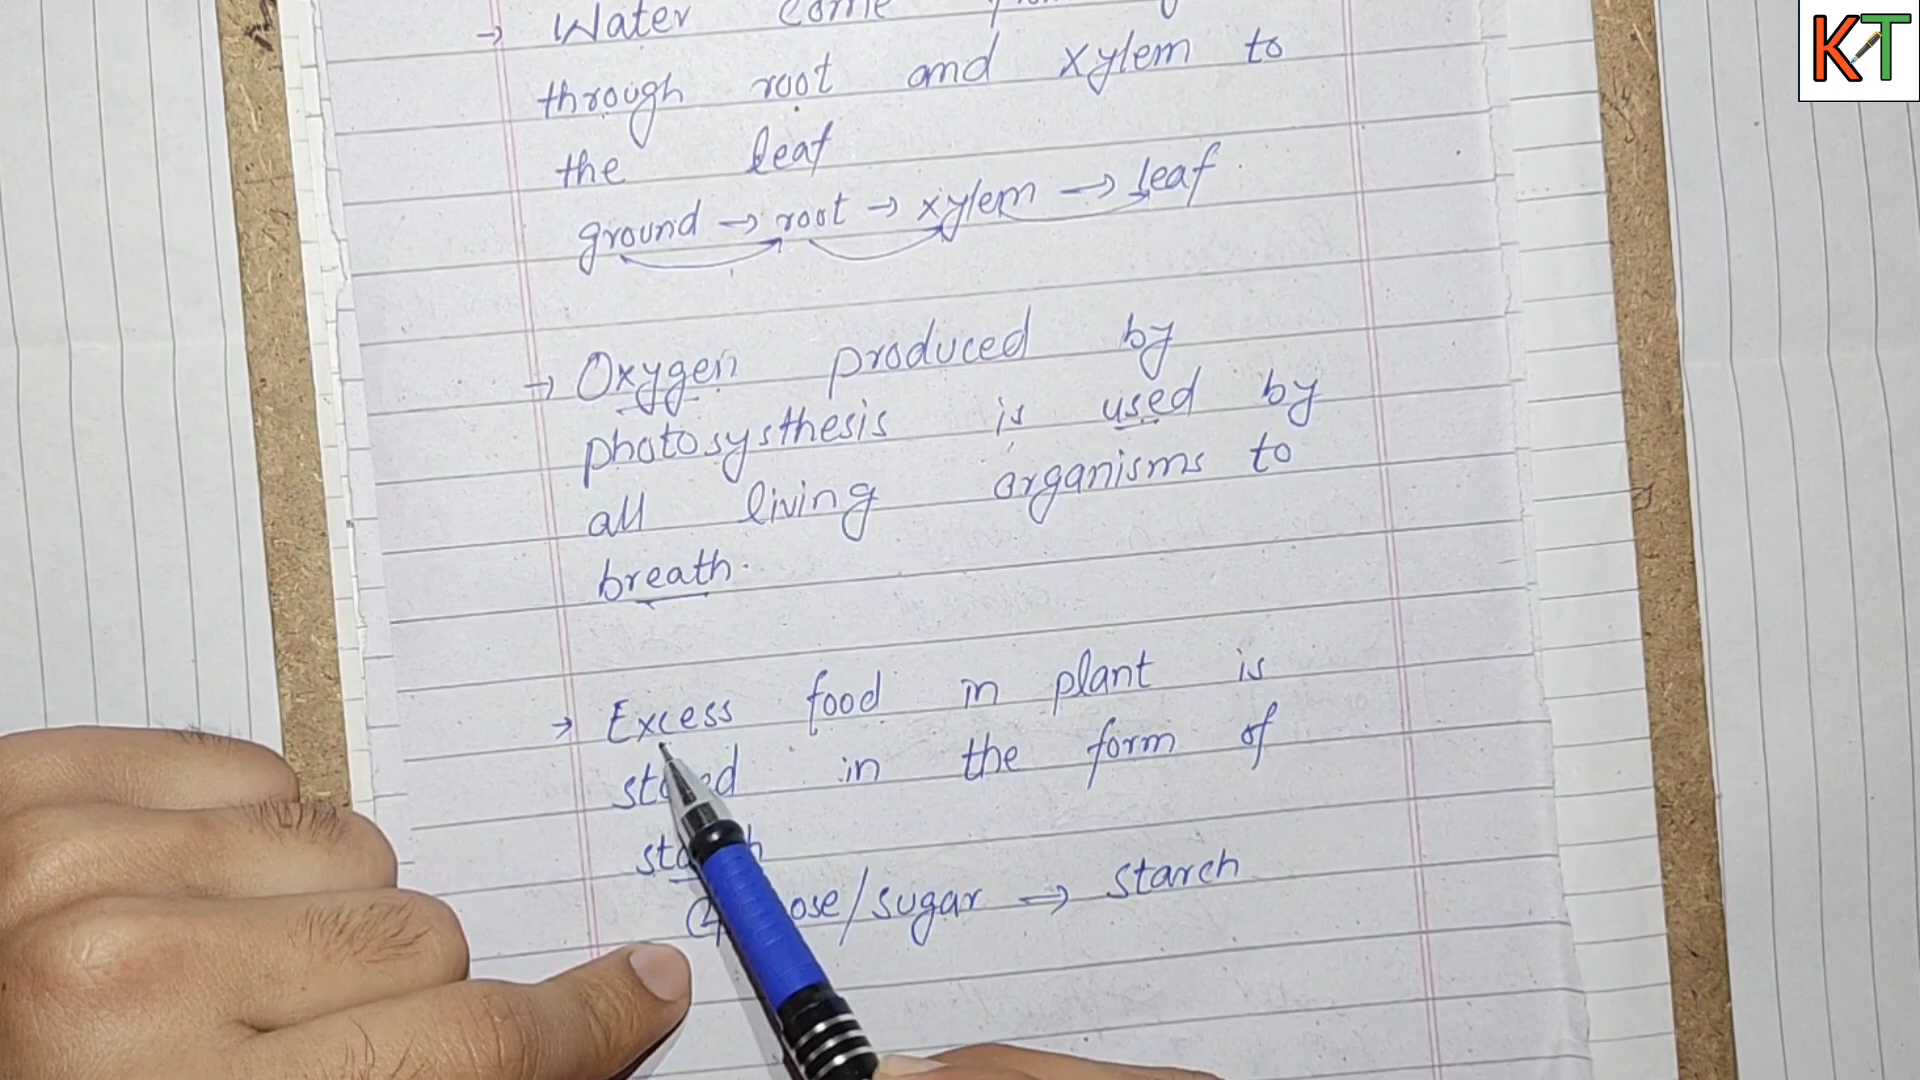 → Water come
through root and xylem to
the leaf
ground → root → xylem → leaf.
→ Oxygen produced by
photosysthesis is used by
all living organisms to
breath.
→ Excess food in plant is
in the form of
/sugar → starch
KT